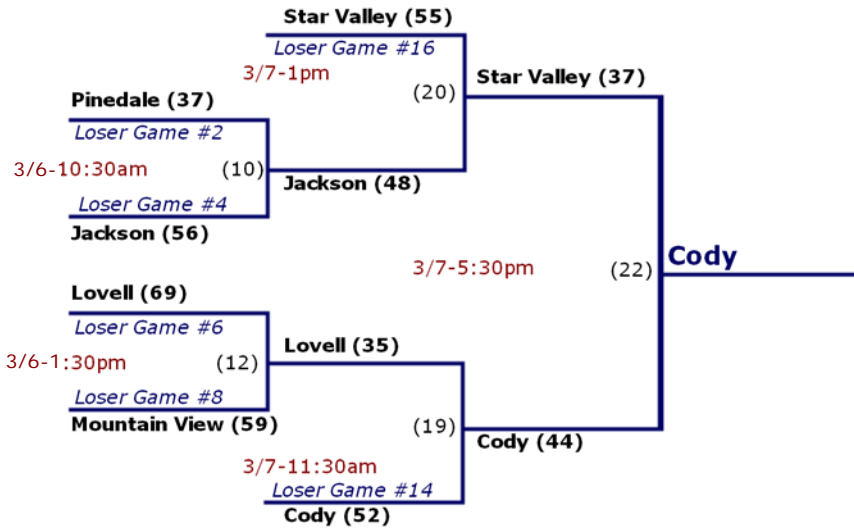 Star Valley (55)
Loser Game #16
3/7-1pm
Star Valley (37)
(20)
Pinedale (37)
Loser Game #2
3/6-10:30am
(10)
Jackson (48)
Loser Game #4
Jackson (56)
3/7-5:30pm
(22)
Cody
Lovell (69)
Loser Game #6
3/6-1:30pm
(12)
Lovell (35)
Loser Game #8
Mountain View (59)
(19)
Cody (44)
3/7-11:30am
Loser Game #14
Cody (52)